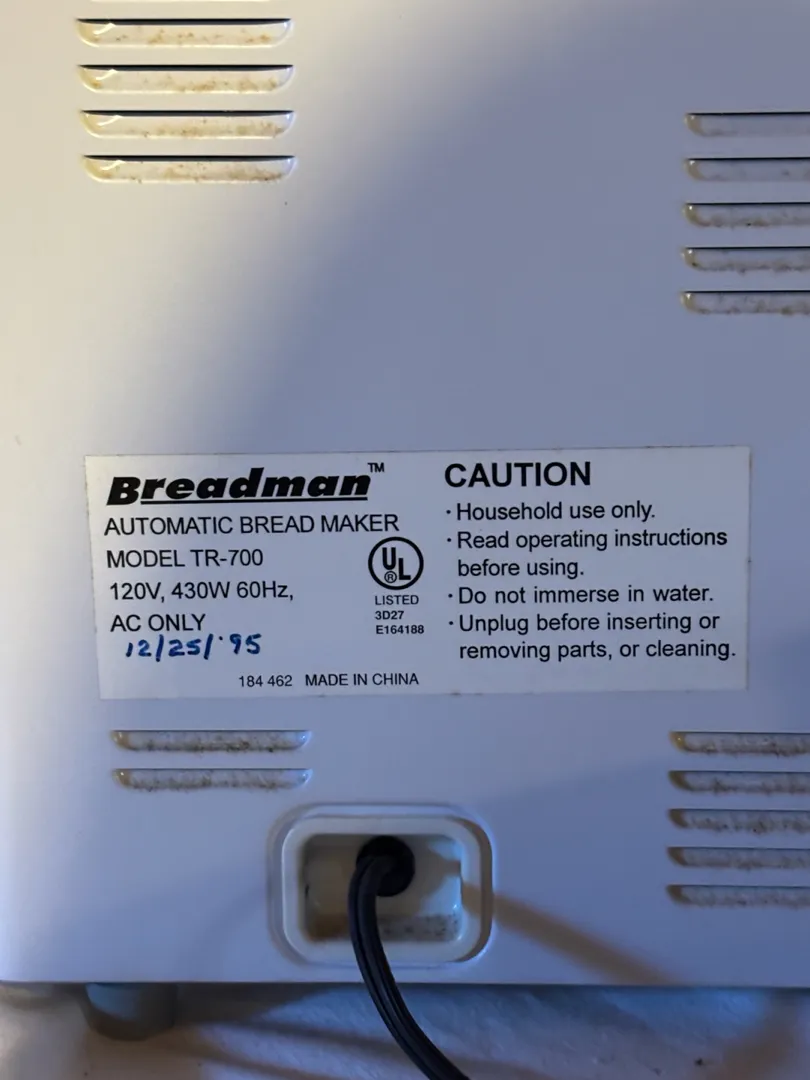 Breadman™
AUTOMATIC BREAD MAKER
MODEL TR-700
120V, 430W 60Hz,
AC ONLY
12/25/'95
UL
®
LISTED
3D27
E164188
184 462 MADE IN CHINA
CAUTION
· Household use only.
· Read operating instructions
before using.
· Do not immerse in water.
· Unplug before inserting or
removing parts, or cleaning.